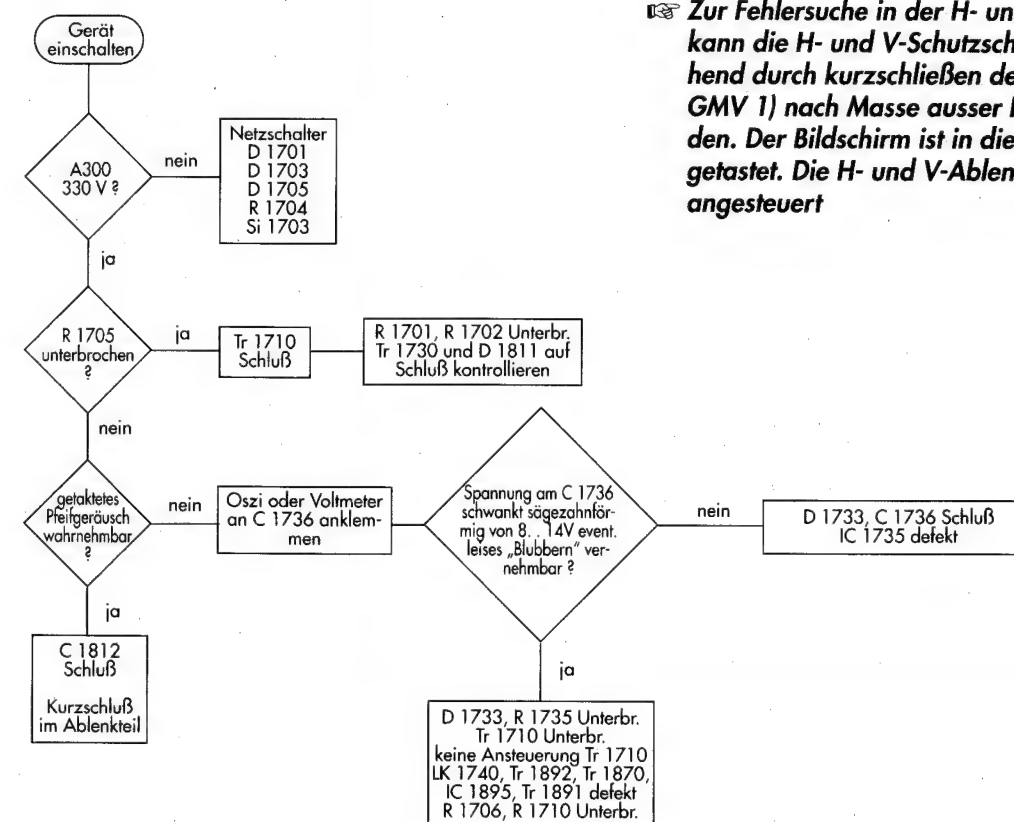 Gerät
einschalten
☞ Zur Fehlersuche in der H- un
kann die H- und V-Schutzsch
hend durch kurzschließen de
GMV 1) nach Masse ausser
den. Der Bildschirm ist in die
getastet. Die H- und V-Ablen
angesteuert
A300
330 V ?
nein
Netzschalter
D 1701
D 1703
D 1705
R 1704
Si 1703
ja
R 1705
unterbrochen
?
ja
Tr 1710
Schluß
R 1701, R 1702 Unterbr.
Tr 1730 und D 1811 auf
Schluß kontrollieren
nein
getaktetes
Pfeifgeräusch
wahrnehmbar
?
nein
Oszi oder Voltmeter
an C 1736 anklem-
men
Spannung am C 1736
schwankt sägezahnför-
mig von 8. . 14V event.
leises „Blubbern" ver-
nehmbar ?
nein
D 1733, C 1736 Schluß
IC 1735 defekt
ja
C 1812
Schluß
Kurzschluß
im Ablenkteil
ja
D 1733, R 1735 Unterbr.
Tr 1710 Unterbr.
keine Ansteuerung Tr 1710
LK 1740, Tr 1892, Tr 1870,
IC 1895, Tr 1891 defekt
R 1706, R 1710 Unterbr.